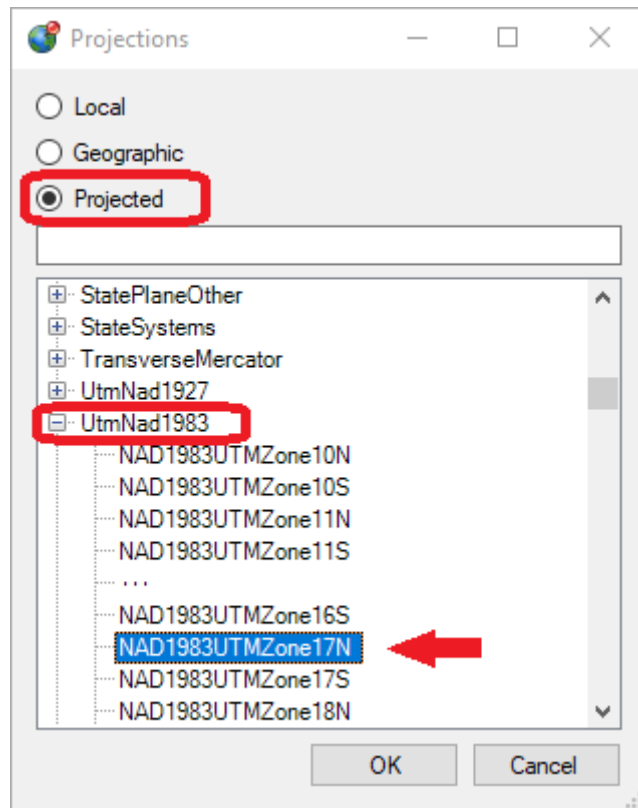 Projections
Local
Geographic
Projected
StatePlaneOther
StateSystems
TransverseMercator
UtmNad1927
UtmNad1983
NAD1983UTMZone10N
NAD1983UTMZone10S
NAD1983UTMZone11N
NAD1983UTMZone11S
...
NAD1983UTMZone16S
NAD1983UTMZone17N
NAD1983UTMZone17S
NAD1983UTMZone18N
OK Cancel